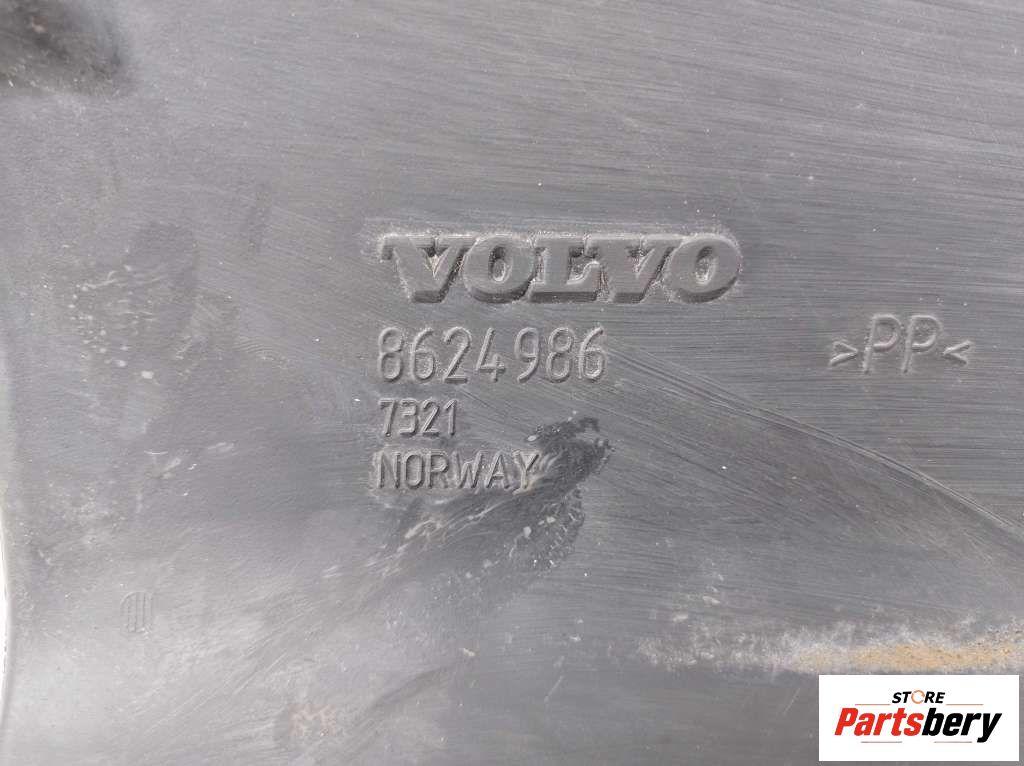 VOLVO
8624986
>PP<
7321
NORWAY
STORE
Partsbery